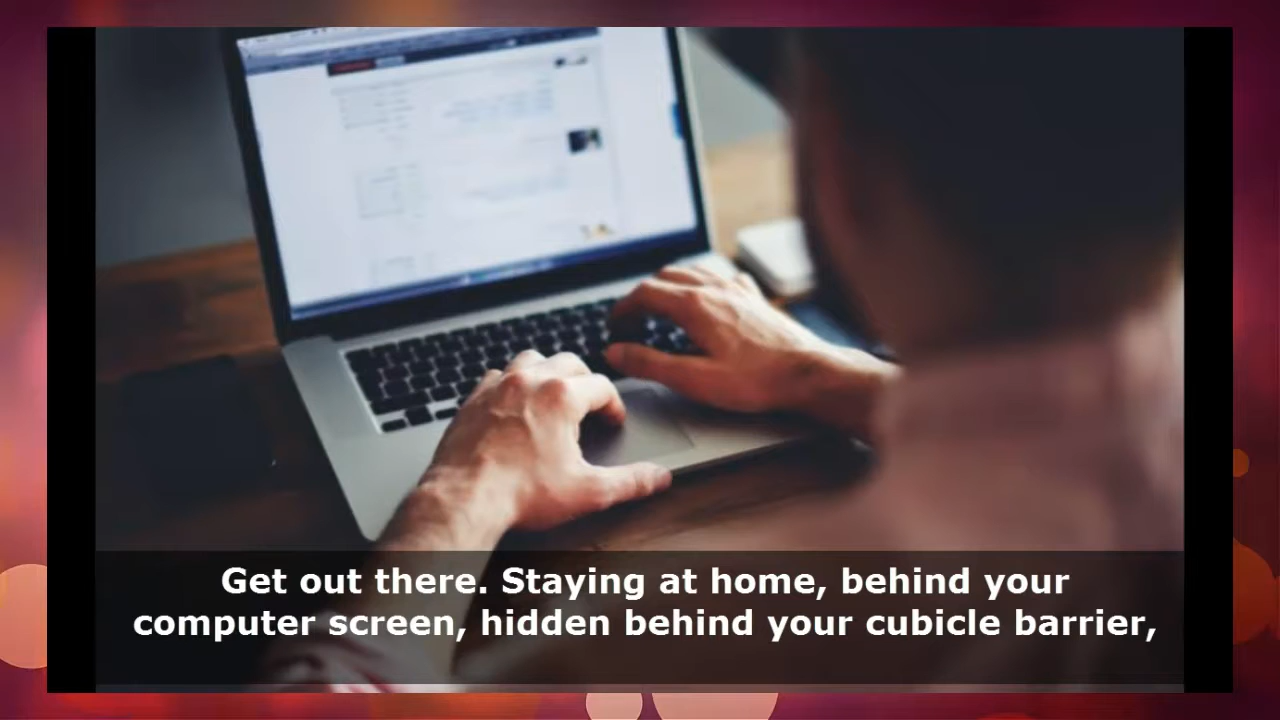 Get out there. Staying at home, behind your
computer screen, hidden behind your cubicle barrier,